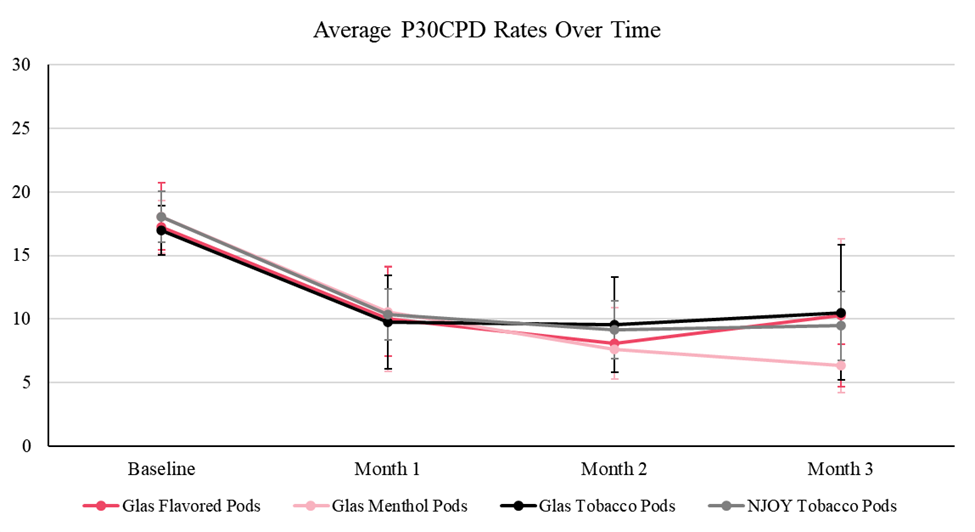 Average P30CPD Rates Over Time
30
25
20
15
10
5
0
Baseline Month 1 Month 2 Month 3
Glas Flavored Pods Glas Menthol Pods Glas Tobacco Pods NJOY Tobacco Pods